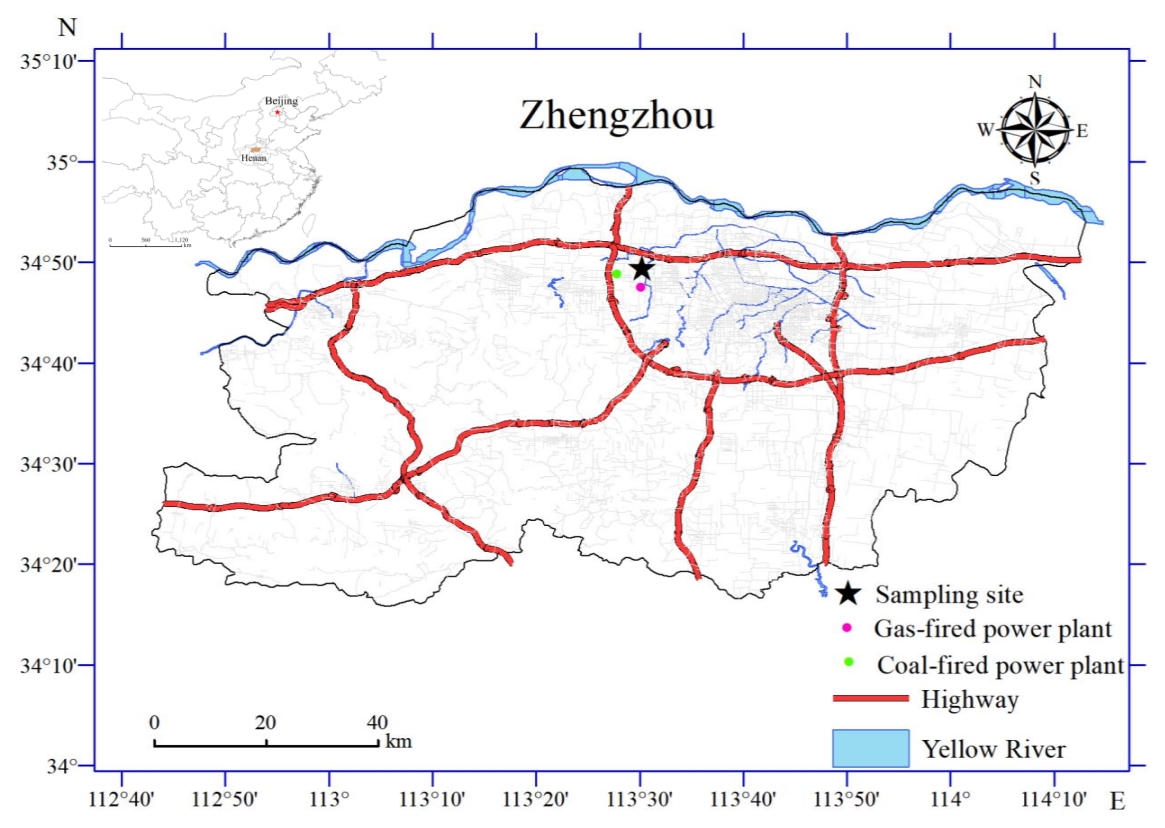 N
35°10'
35°
34°50'
34°40'
34°30'
34°20'
34°10'
34°
Beijing
Henan
Zhengzhou
N
W E
S
Sampling site
Gas-fired power plant
Coal-fired power plant
Highway
Yellow River
0 20 40
km
112°40' 112°50' 113° 113°10' 113°20' 113°30' 113°40' 113°50' 114° 114°10' E